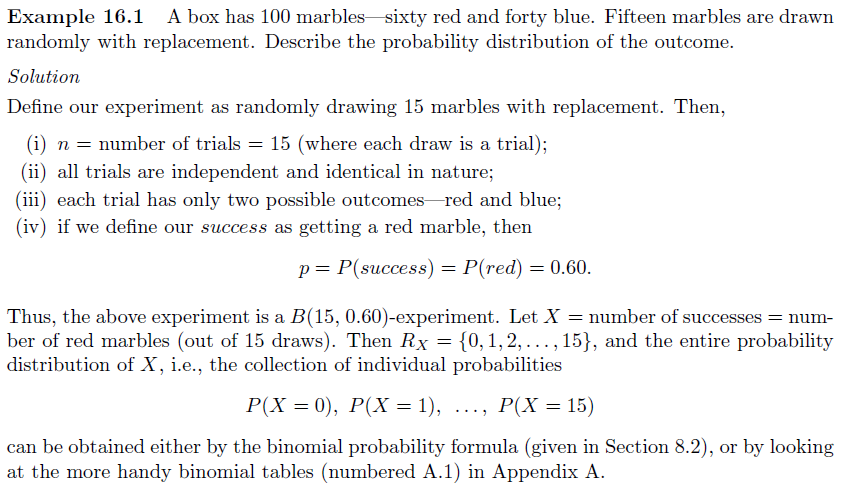 Example 16.1 A box has 100 marbles—sixty red and forty blue. Fifteen marbles are drawn
randomly with replacement. Describe the probability distribution of the outcome.
Solution
Define our experiment as randomly drawing 15 marbles with replacement. Then,
(i) n = number of trials = 15 (where each draw is a trial);
(ii) all trials are independent and identical in nature;
(iii) each trial has only two possible outcomes—red and blue;
(iv) if we define our success as getting a red marble, then
p = P(success) = P(red) = 0.60.
Thus, the above experiment is a B(15, 0.60)-experiment. Let X = number of successes = num-
ber of red marbles (out of 15 draws). Then R_X = {0, 1, 2, . . . , 15}, and the entire probability
distribution of X, i.e., the collection of individual probabilities
P(X = 0), P(X = 1), . . . , P(X = 15)
can be obtained either by the binomial probability formula (given in Section 8.2), or by looking
at the more handy binomial tables (numbered A.1) in Appendix A.